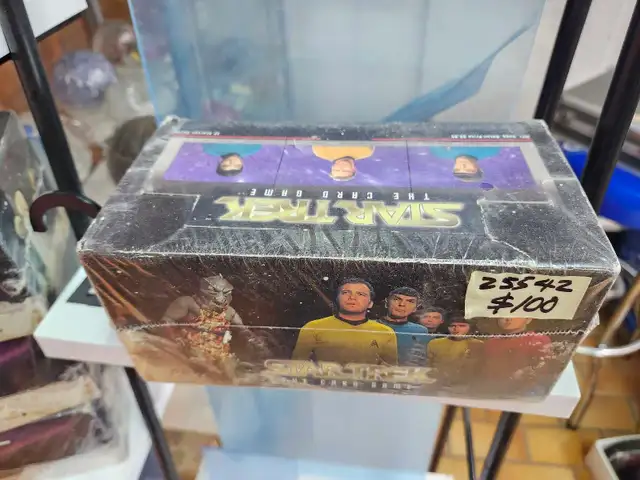 STAR TREK
THE CARD GAME
25542
$100
STAR TREK
THE CARD GAME